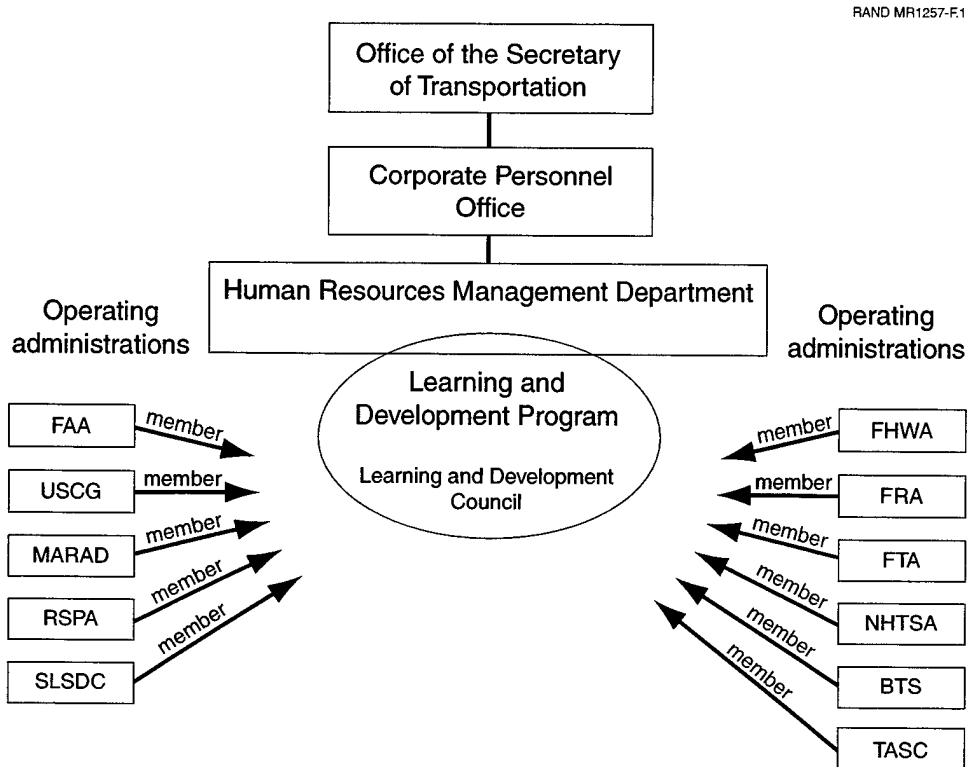 RAND MR1257-F.1
Office of the Secretary
of Transportation
Corporate Personnel
Office
Human Resources Management Department
Operating
administrations
Operating
administrations
Learning and
Development Program
Learning and Development
Council
FAA
member
USCG
member
MARAD
member
RSPA
member
SLSDC
member
member
FHWA
member
FRA
member
FTA
member
NHTSA
member
BTS
member
TASC